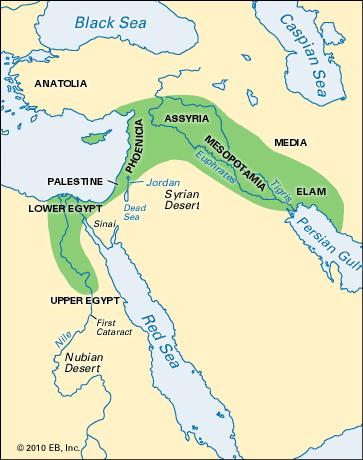 Black Sea
Caspian Sea
ANATOLIA
ASSYRIA
PHOENICIA
MESOPOTAMIA
MEDIA
Euphrates
PALESTINE
Jordan
Tigris
ELAM
Syrian
Desert
LOWER EGYPT
Dead
Sea
Sinai
Persian Gulf
UPPER EGYPT
First
Cataract
Red Sea
Nile
Nubian
Desert
© 2010 EB, Inc.